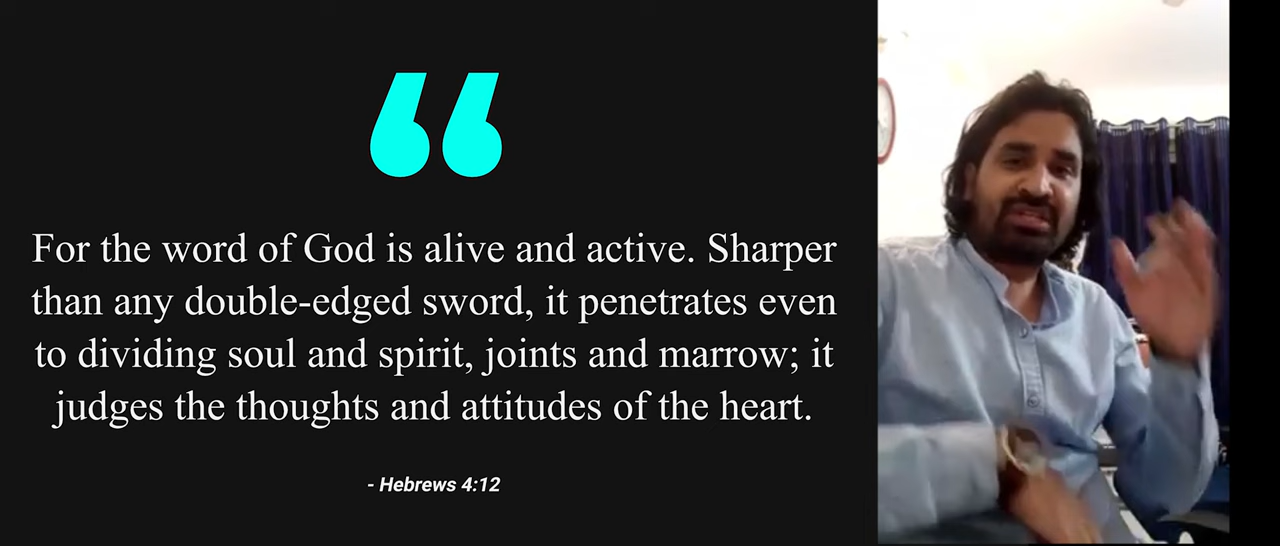 “
For the word of God is alive and active. Sharper
than any double-edged sword, it penetrates even
to dividing soul and spirit, joints and marrow; it
judges the thoughts and attitudes of the heart.
- Hebrews 4:12